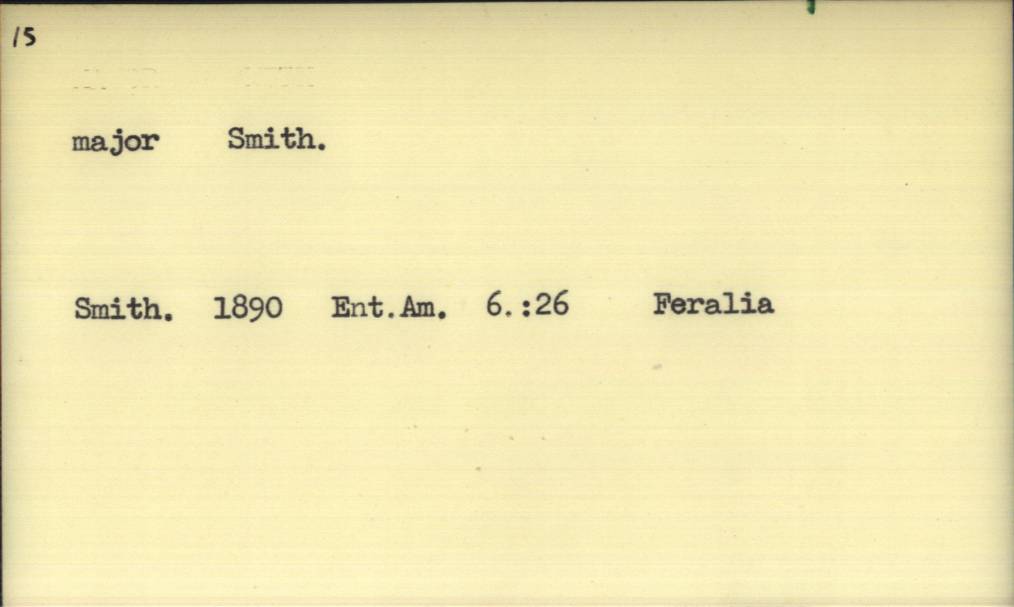 15
major Smith.
Smith. 1890 Ent.Am. 6.:26 Feralia